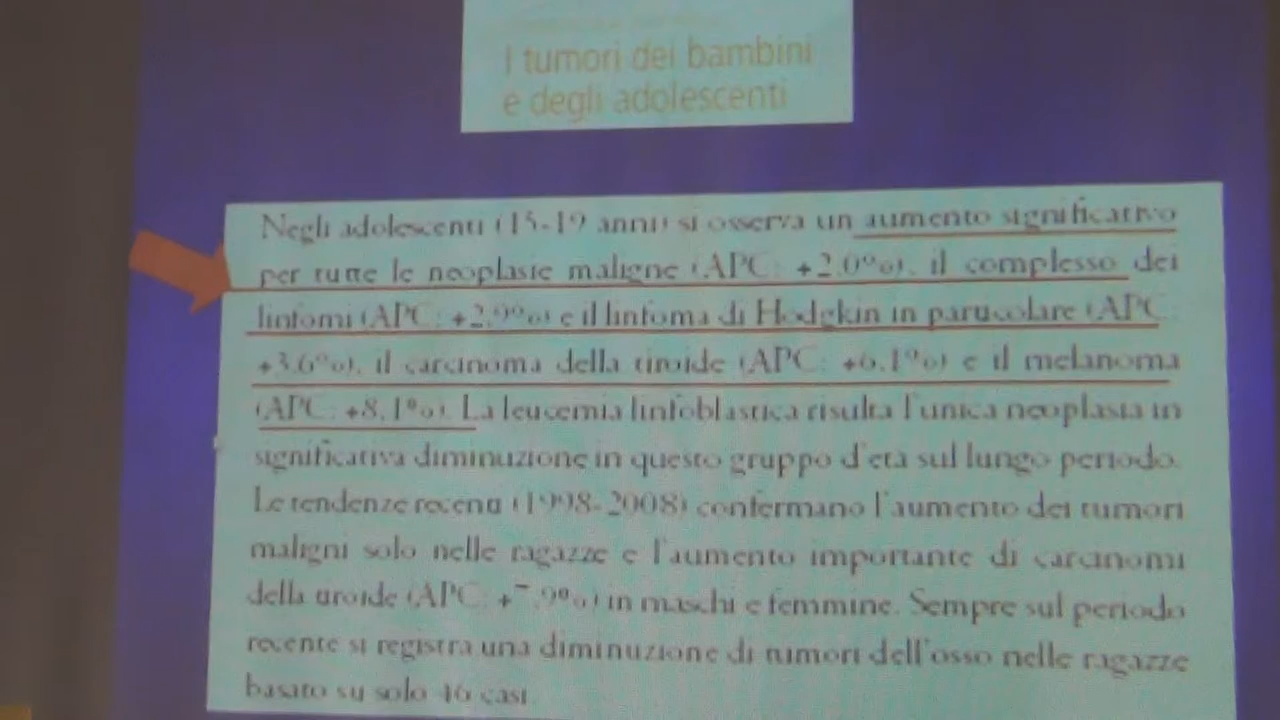 I tumori dei bambini
e degli adolescenti
Negli adolescenti (15-19 anni) si osserva un aumento significativo
per tutte le neoplasie maligne (APC: +2,0%), il complesso dei
linfomi (APC: +2,9%) e il linfoma di Hodgkin in particolare (APC:
+3,6%), il carcinoma della tiroide (APC: +6,1%) e il melanoma
(APC: +8,1%). La leucemia linfoblastica risulta l'unica neoplasia in
significativa diminuzione in questo gruppo d'età sul lungo periodo.
Le tendenze recenti (1998-2008) confermano l'aumento dei tumori
maligni solo nelle ragazze e l'aumento importante di carcinomi
della tiroide (APC: +7,9%) in maschi e femmine. Sempre sul periodo
recente si registra una diminuzione di tumori dell'osso nelle ragazze
basato su solo 46 casi.